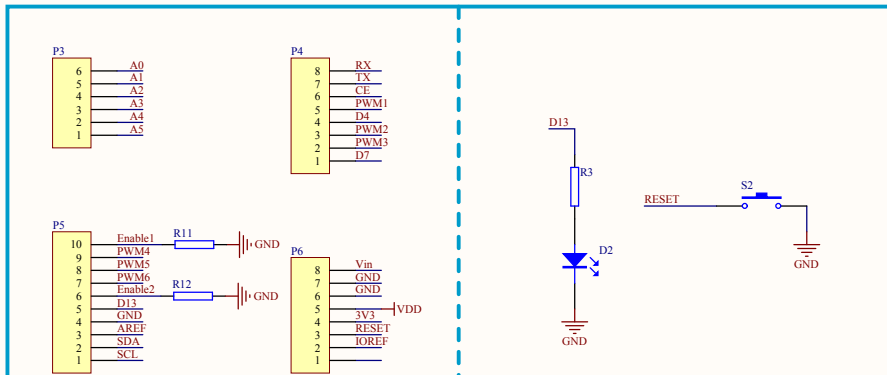 P3
6 A0
5 A1
4 A2
3 A3
2 A4
1 A5
P4
8 RX
7 TX
6 CE
5 PWM1
4 D4
3 PWM2
2 PWM3
1 D7
P5
10 Enable1 R11 GND
9 PWM4
8 PWM5
7 PWM6
6 Enable2 R12 GND
5 D13
4 GND
3 AREF
2 SDA
1 SCL
P6
8 Vin
7 GND
6 GND
5 VDD
4 3V3
3 RESET
2 IOREF
1
D13
R3
D2
GND
RESET
S2
GND